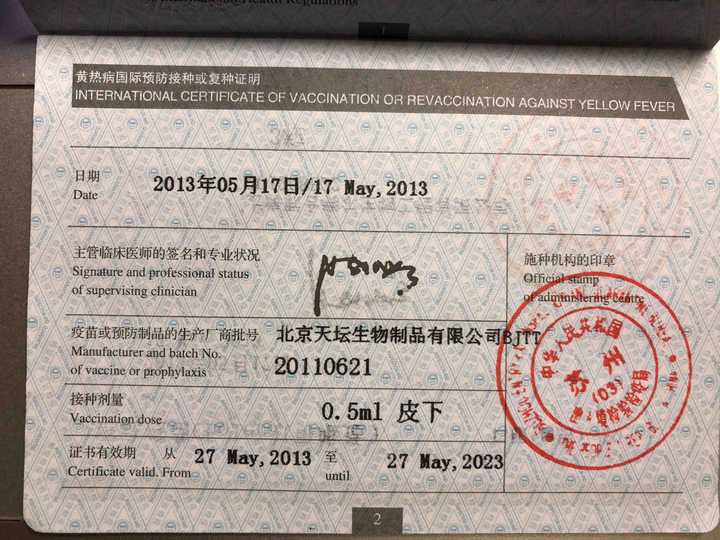 黄热病国际预防接种或复种证明
INTERNATIONAL CERTIFICATE OF VACCINATION OR REVACCINATION AGAINST YELLOW FEVER
日期
Date
2013年05月17日/17 May,2013
主管临床医师的签名和专业状况
Signature and professional status
of supervising clinician
施种机构的印章
Official stamp
of administering centre
疫苗或预防制品的生产厂商批号
Manufacturer and batch No.
of vaccine or prophylaxis
北京天坛生物制品有限公司BJTT
20110621
中华人民共和国
苏州
(03)
接种剂量
Vaccination dose
0.5ml 皮下
证书有效期 从 27 May,2013 至 27 May,2023
Certificate valid. From until
2